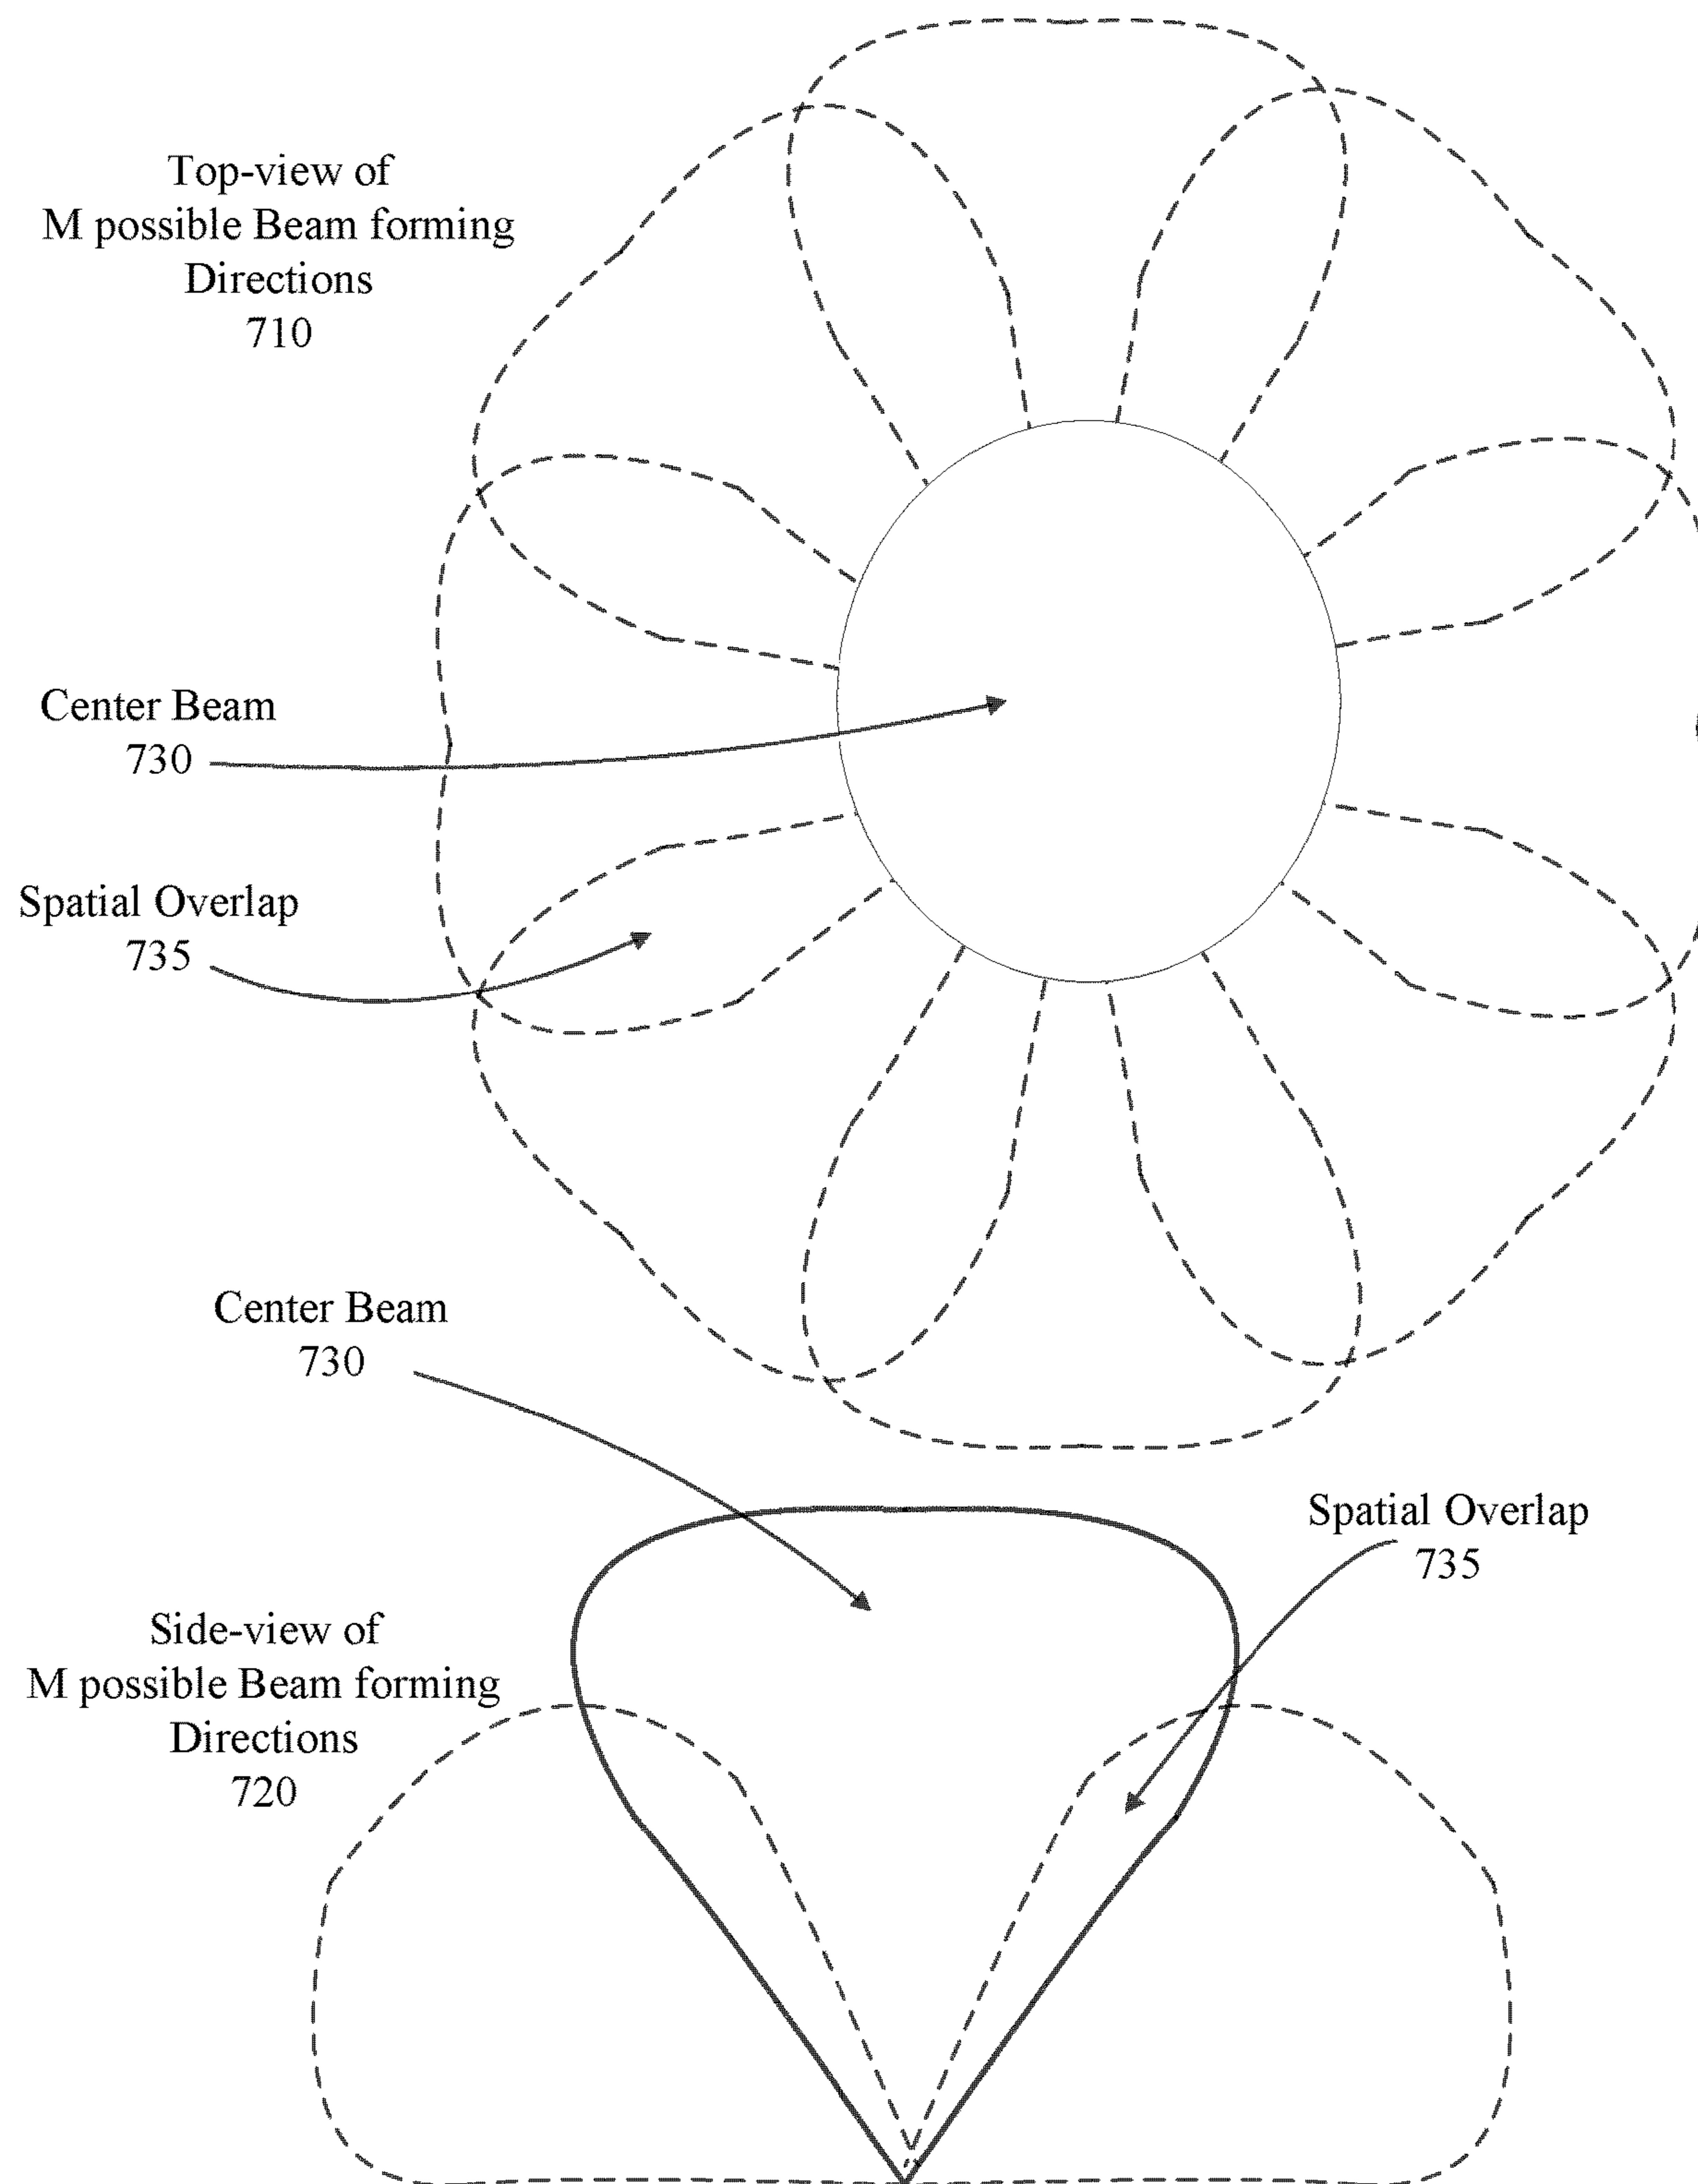 Top-view of
M possible Beam forming
Directions
710
Center Beam
730
Spatial Overlap
735
Center Beam
730
Spatial Overlap
735
Side-view of
M possible Beam forming
Directions
720